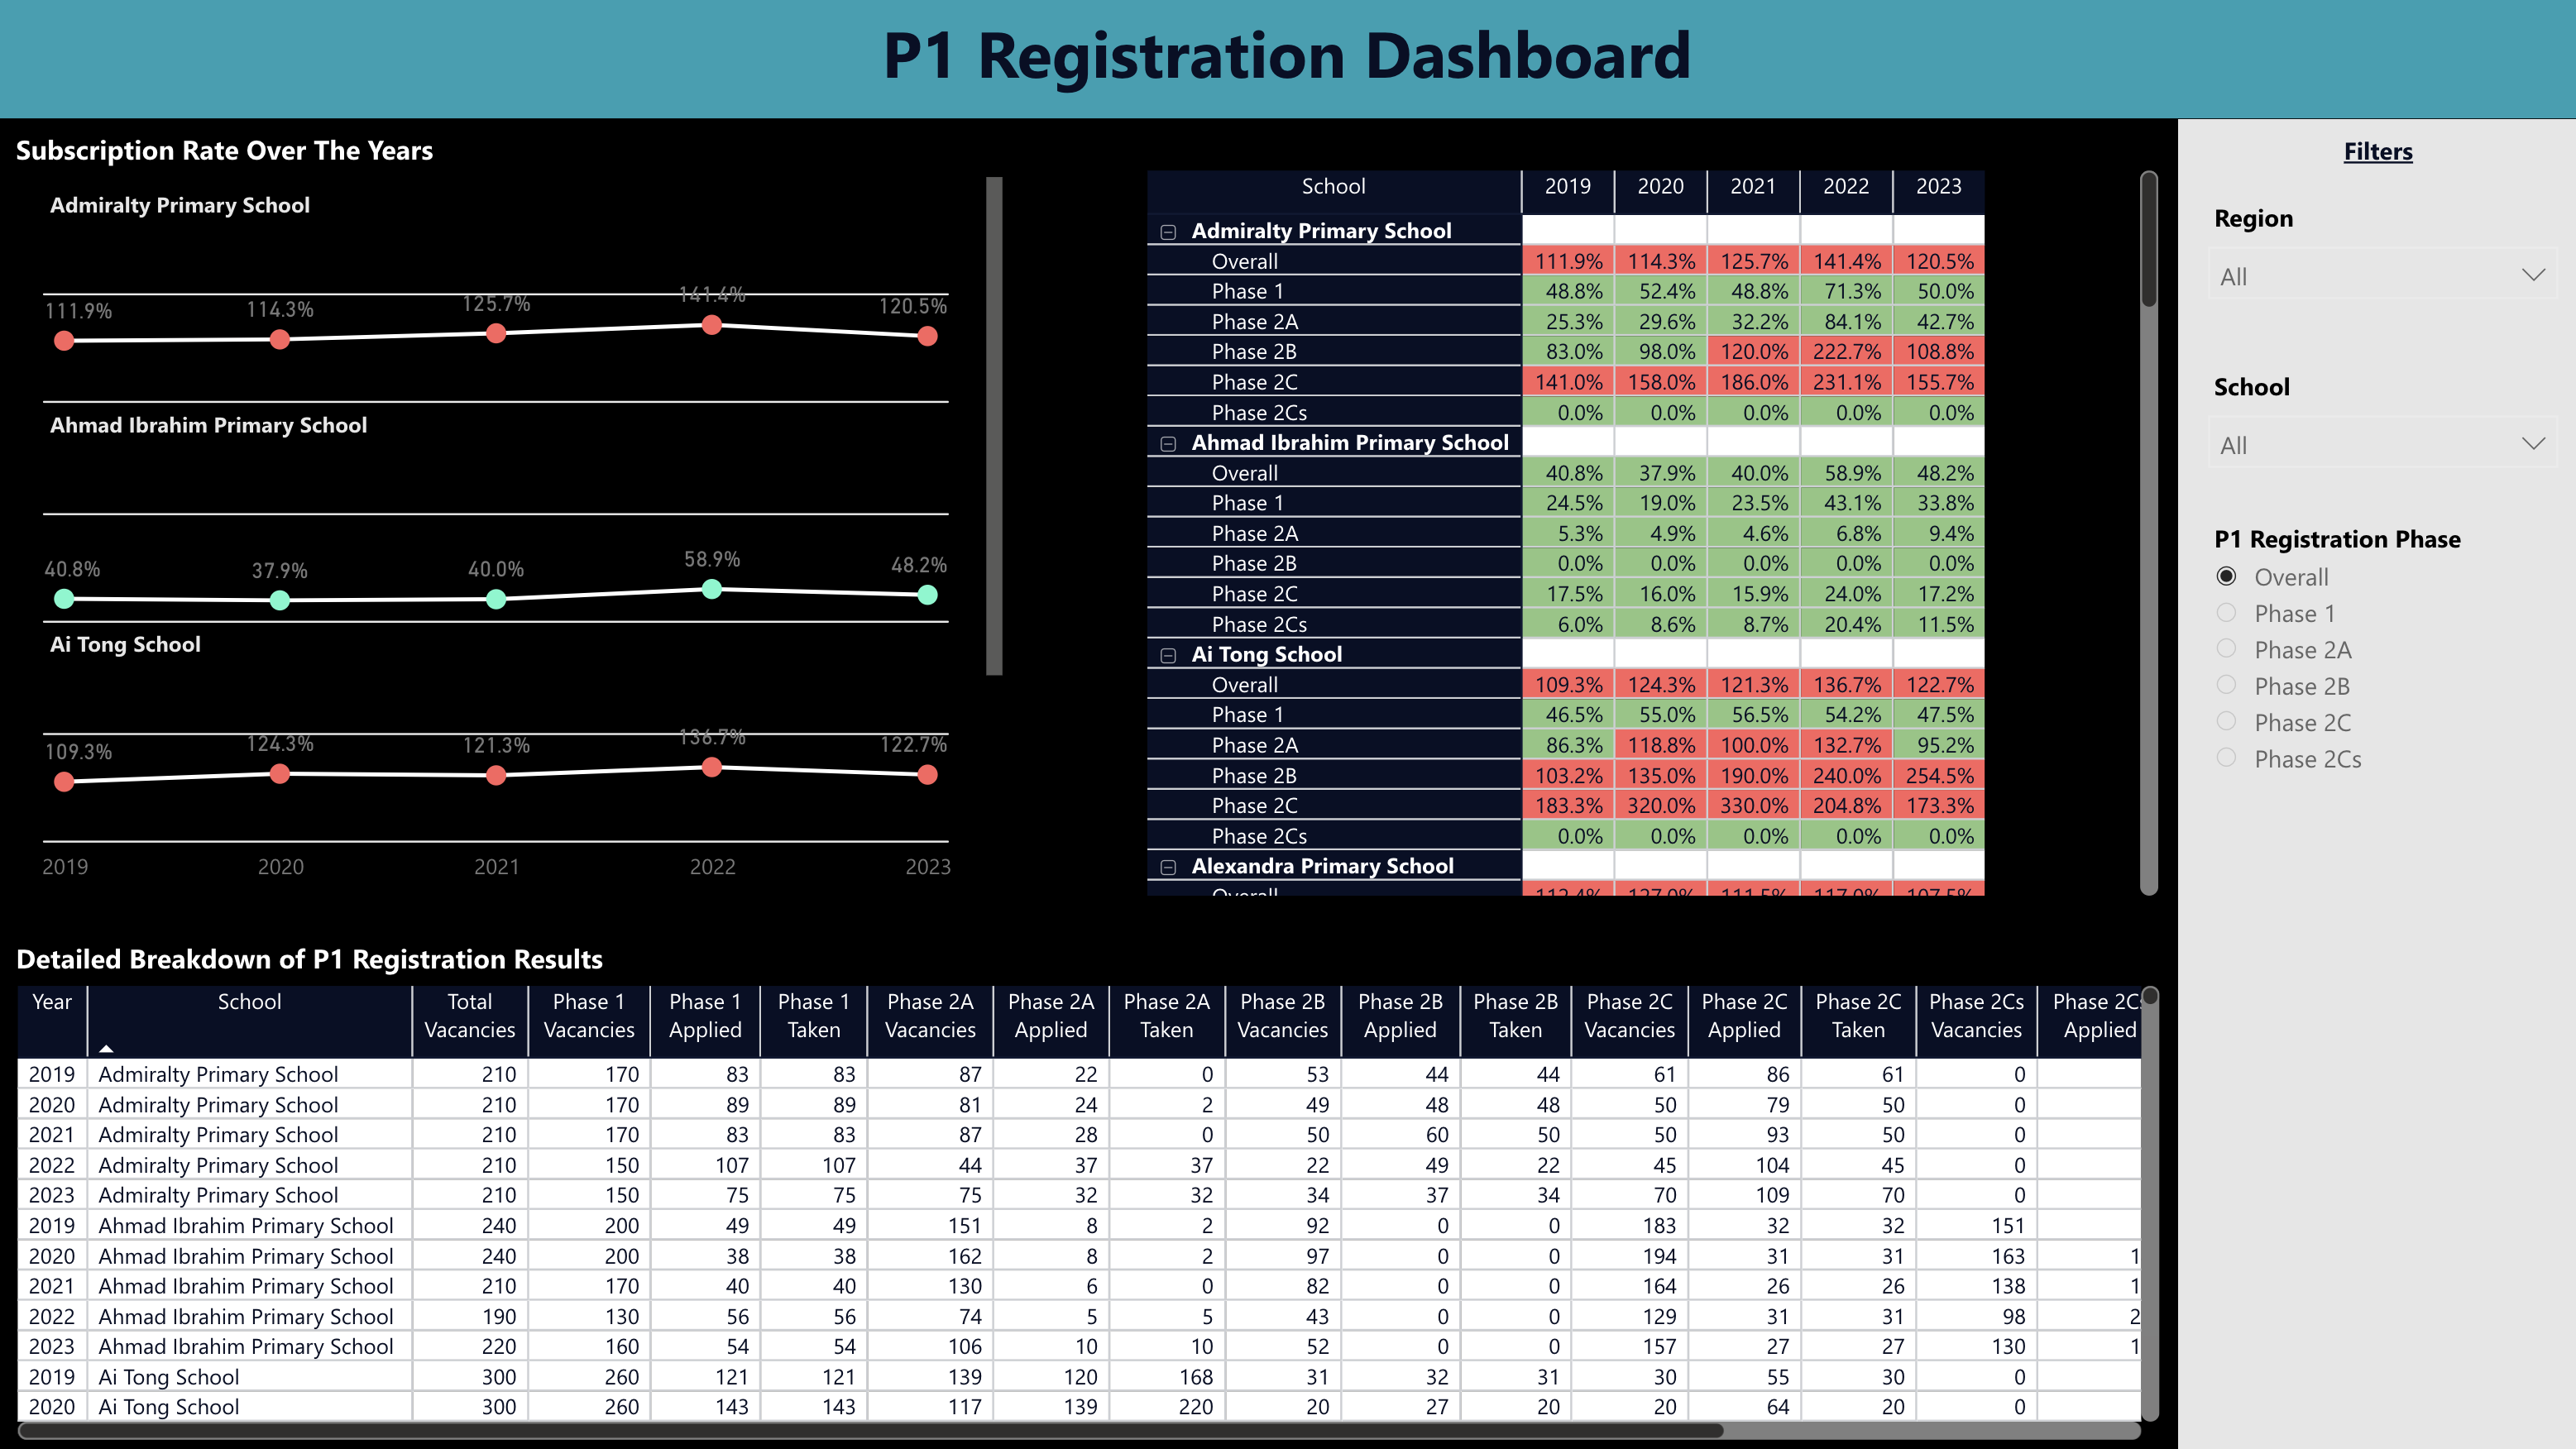 P1 Registration Dashboard
Subscription Rate Over The Years
Admiralty Primary School
111.9% 114.3% 125.7% 141.4% 120.5%
Ahmad Ibrahim Primary School
40.8% 37.9% 40.0% 58.9% 48.2%
Ai Tong School
109.3% 124.3% 121.3% 136.7% 122.7%
2019 2020 2021 2022 2023
School 2019 2020 2021 2022 2023
Admiralty Primary School
Overall 111.9% 114.3% 125.7% 141.4% 120.5%
Phase 1 48.8% 52.4% 48.8% 71.3% 50.0%
Phase 2A 25.3% 29.6% 32.2% 84.1% 42.7%
Phase 2B 83.0% 98.0% 120.0% 222.7% 108.8%
Phase 2C 141.0% 158.0% 186.0% 231.1% 155.7%
Phase 2Cs 0.0% 0.0% 0.0% 0.0% 0.0%
Ahmad Ibrahim Primary School
Overall 40.8% 37.9% 40.0% 58.9% 48.2%
Phase 1 24.5% 19.0% 23.5% 43.1% 33.8%
Phase 2A 5.3% 4.9% 4.6% 6.8% 9.4%
Phase 2B 0.0% 0.0% 0.0% 0.0% 0.0%
Phase 2C 17.5% 16.0% 15.9% 24.0% 17.2%
Phase 2Cs 6.0% 8.6% 8.7% 20.4% 11.5%
Ai Tong School
Overall 109.3% 124.3% 121.3% 136.7% 122.7%
Phase 1 46.5% 55.0% 56.5% 54.2% 47.5%
Phase 2A 86.3% 118.8% 100.0% 132.7% 95.2%
Phase 2B 103.2% 135.0% 190.0% 240.0% 254.5%
Phase 2C 183.3% 320.0% 330.0% 204.8% 173.3%
Phase 2Cs 0.0% 0.0% 0.0% 0.0% 0.0%
Alexandra Primary School
Overall
Filters
Region
All
School
All
P1 Registration Phase
Overall
Phase 1
Phase 2A
Phase 2B
Phase 2C
Phase 2Cs
Detailed Breakdown of P1 Registration Results
Year School Total Phase 1 Phase 1 Phase 1 Phase 2A Phase 2A Phase 2A Phase 2B Phase 2B Phase 2B Phase 2C Phase 2C Phase 2C Phase 2Cs Phase 2C
Vacancies Vacancies Applied Taken Vacancies Applied Taken Vacancies Applied Taken Vacancies Applied Taken Vacancies Applied
2019 Admiralty Primary School 210 170 83 83 87 22 0 53 44 44 61 86 61 0
2020 Admiralty Primary School 210 170 89 89 81 24 2 49 48 48 50 79 50 0
2021 Admiralty Primary School 210 170 83 83 87 28 0 50 60 50 50 93 50 0
2022 Admiralty Primary School 210 150 107 107 44 37 37 22 49 22 45 104 45 0
2023 Admiralty Primary School 210 150 75 75 75 32 32 34 37 34 70 109 70 0
2019 Ahmad Ibrahim Primary School 240 200 49 49 151 8 2 92 0 0 183 32 32 151
2020 Ahmad Ibrahim Primary School 240 200 38 38 162 8 2 97 0 0 194 31 31 163 1
2021 Ahmad Ibrahim Primary School 210 170 40 40 130 6 0 82 0 0 164 26 26 138 1
2022 Ahmad Ibrahim Primary School 190 130 56 56 74 5 5 43 0 0 129 31 31 98 2
2023 Ahmad Ibrahim Primary School 220 160 54 54 106 10 10 52 0 0 157 27 27 130 1
2019 Ai Tong School 300 260 121 121 139 120 168 31 32 31 30 55 30 0
2020 Ai Tong School 300 260 143 143 117 139 220 20 27 20 20 64 20 0